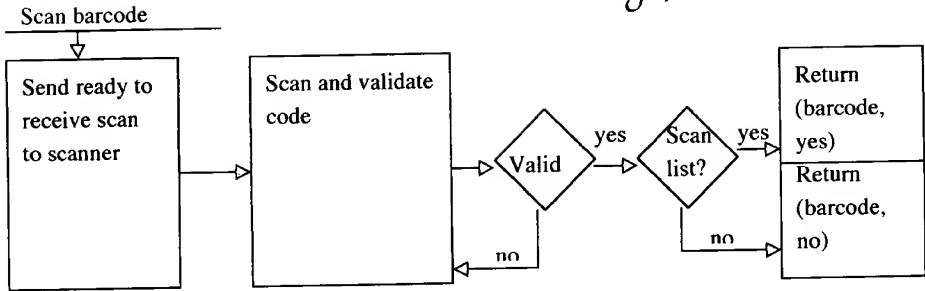 Scan barcode
Send ready to
receive scan
to scanner
Scan and validate
code
Valid
yes
no
Scan
list?
yes
no
Return
(barcode,
yes)
Return
(barcode,
no)